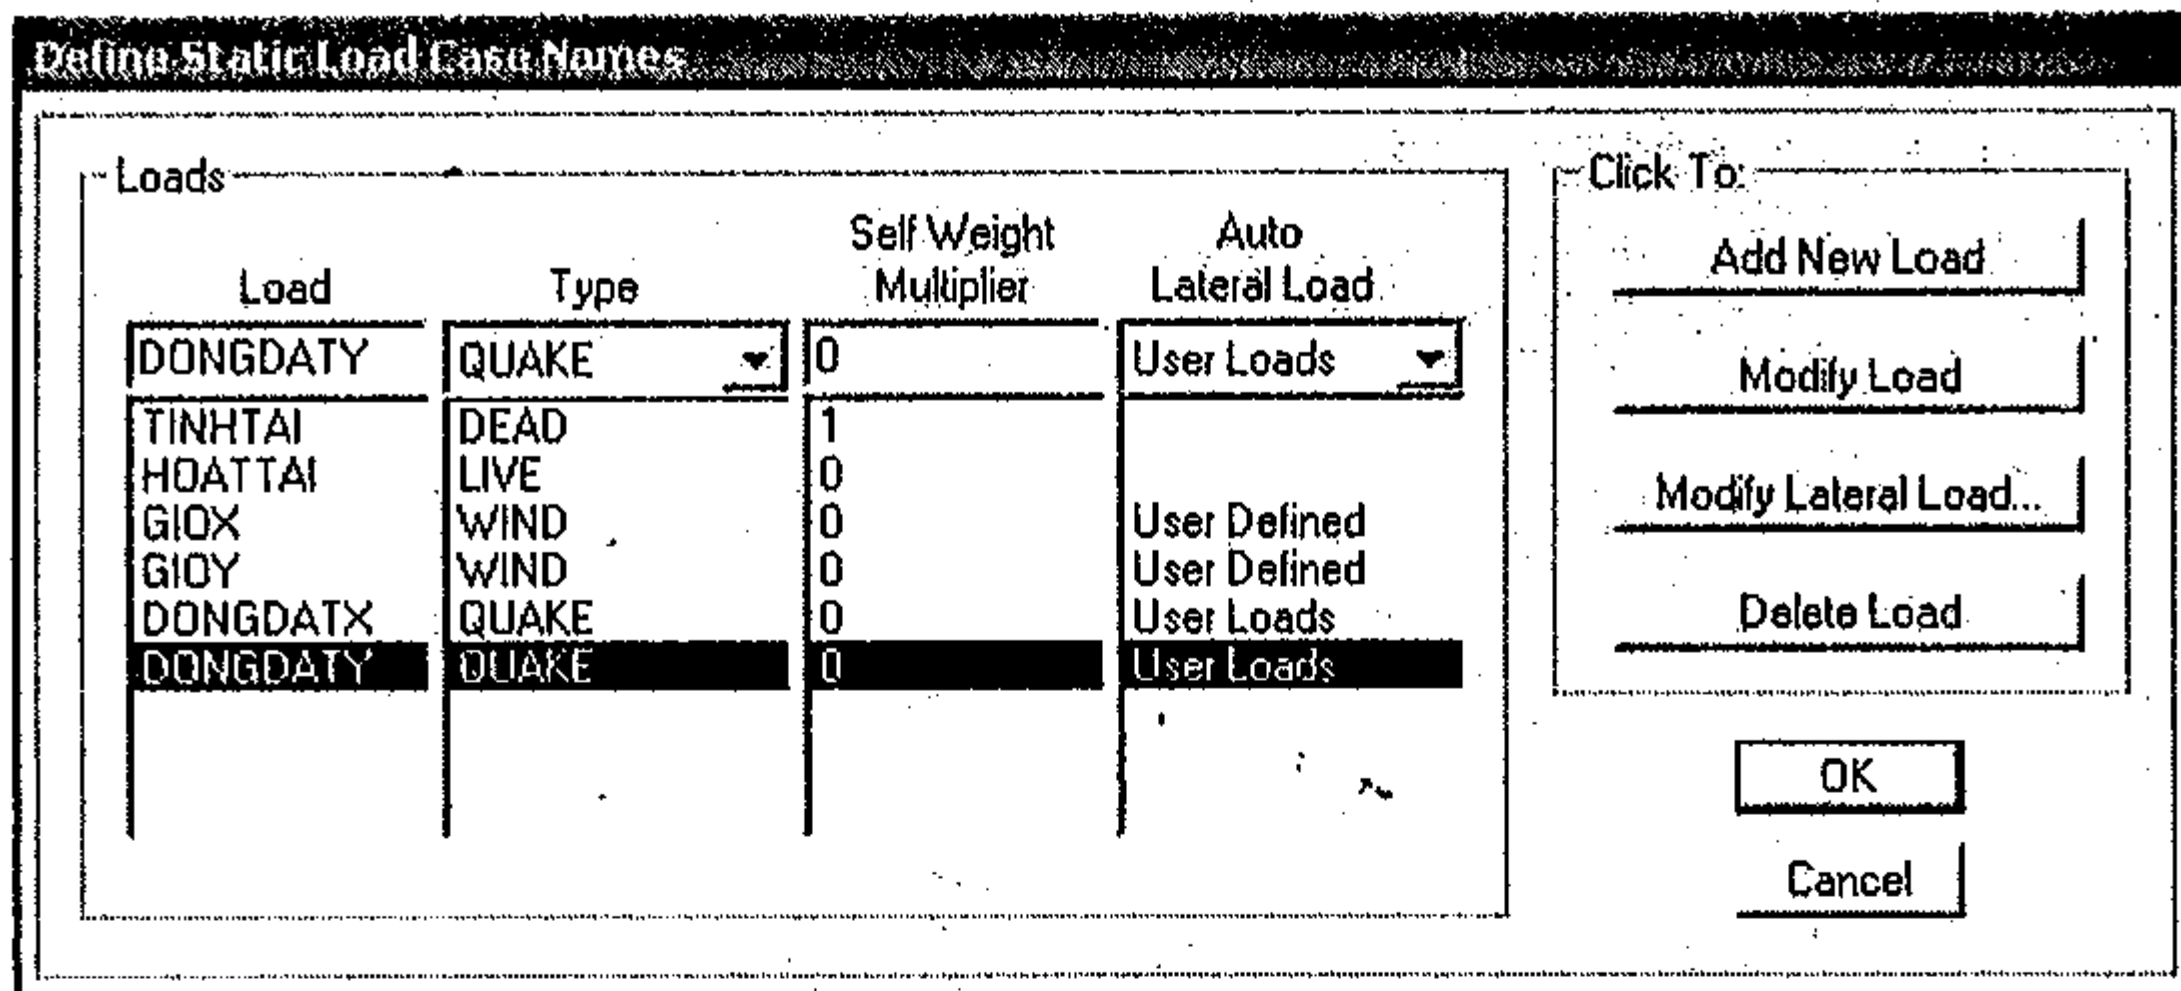 Define Static Load Case Names
Loads
Click To:
Load Type Self Weight Multiplier Auto Lateral Load
DONGDATY QUAKE 0 User Loads
TINHTAI DEAD 1
HOATTAI LIVE 0
GIOX WIND 0 User Defined
GIOY WIND 0 User Defined
DONGDATX QUAKE 0 User Loads
DONGDATY QUAKE 0 User Loads
Add New Load
Modify Load
Modify Lateral Load...
Delete Load
OK
Cancel